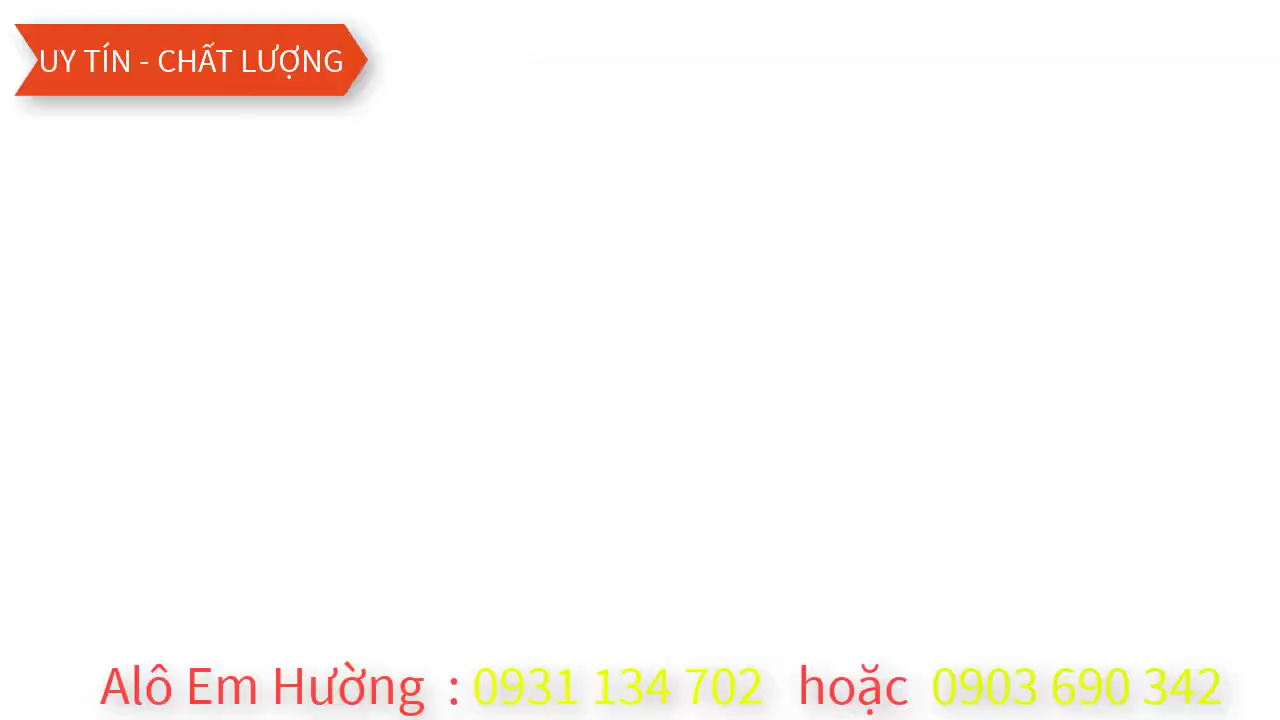 UY TÍN - CHẤT LƯỢNG
Alô Em Hường : 0931 134 702 hoặc 0903 690 342